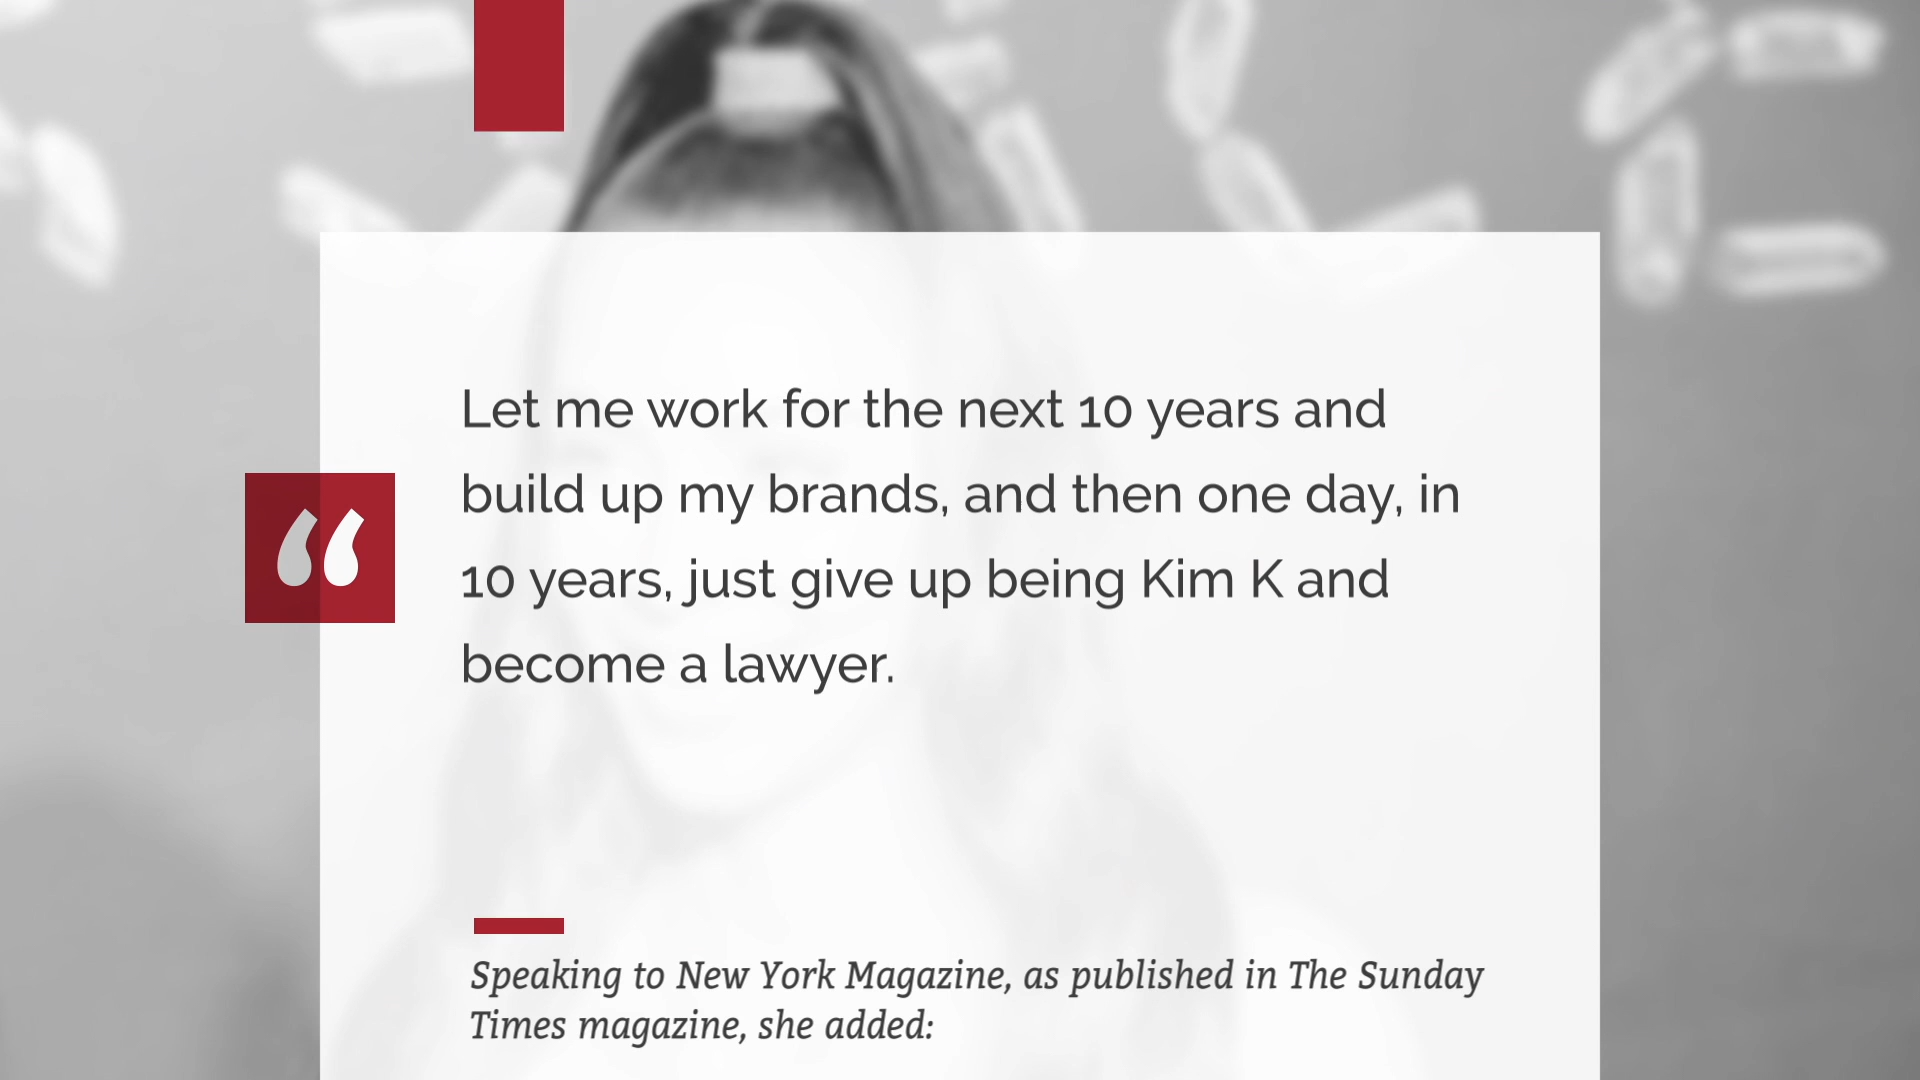 “
Let me work for the next 10 years and
build up my brands, and then one day, in
10 years, just give up being Kim K and
become a lawyer.
Speaking to New York Magazine, as published in The Sunday
Times magazine, she added: